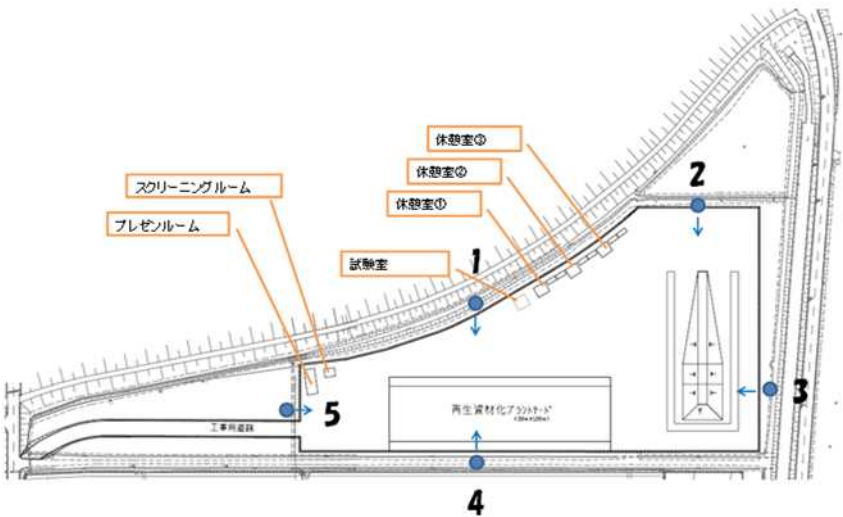 休憩室③
休憩室②
スクリーニングルーム
休憩室①
プレゼンルーム
試験室
1
2
3
再生資材化プラントヤード
5
工事用道路
4